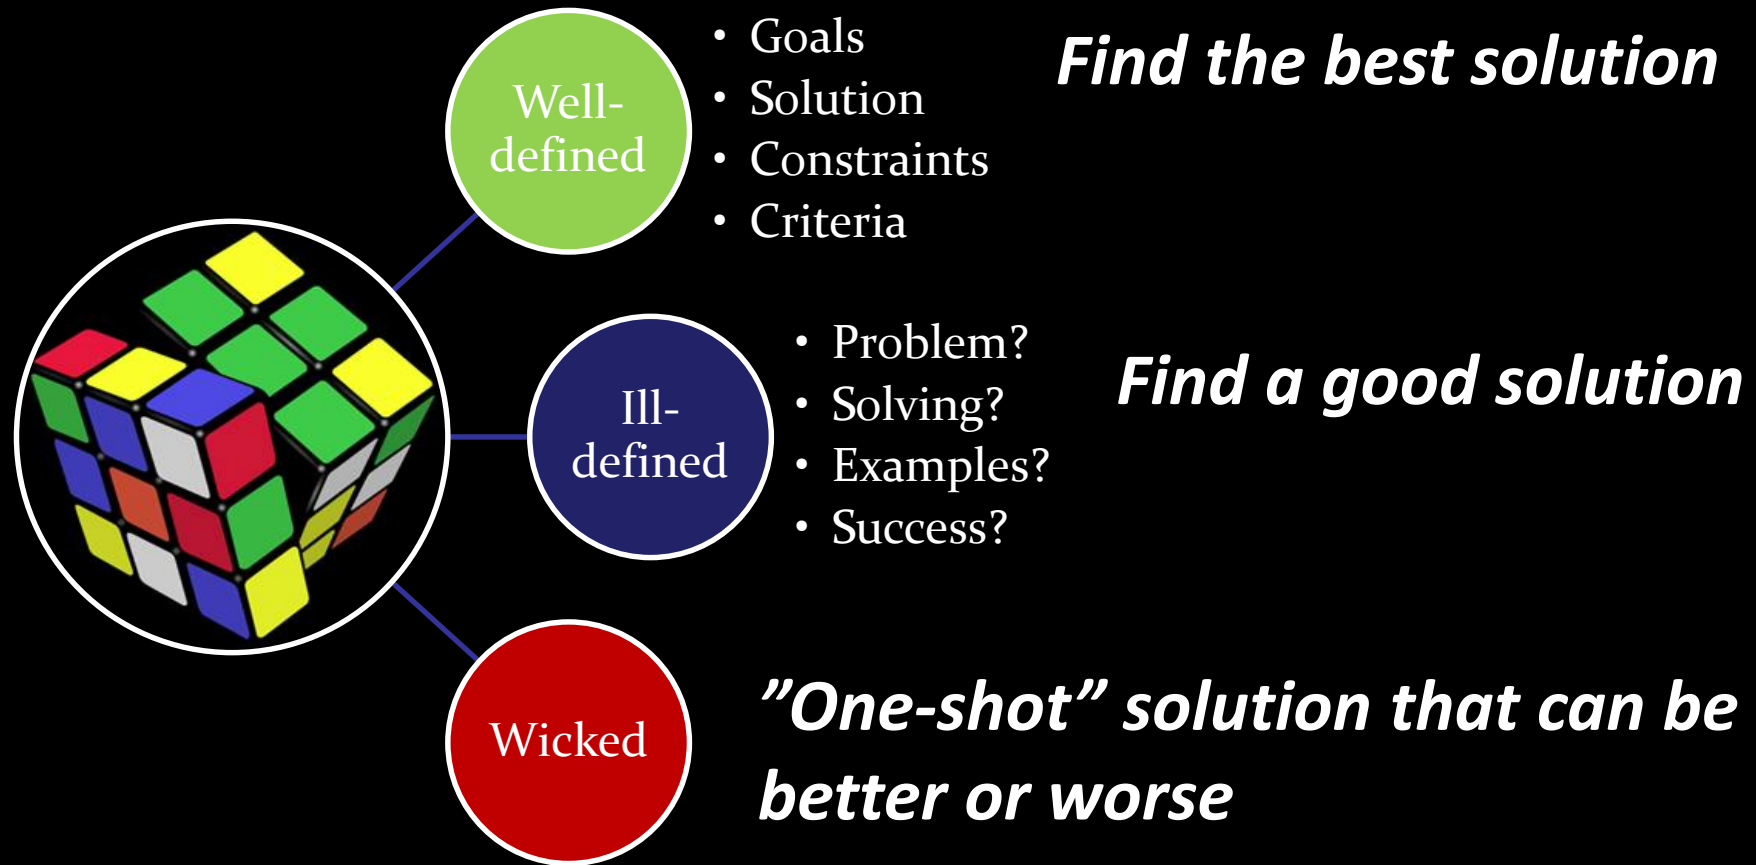 Well-
defined
• Goals
• Solution
• Constraints
• Criteria
Find the best solution
Ill-
defined
• Problem?
• Solving?
• Examples?
• Success?
Find a good solution
Wicked
”One-shot” solution that can be
better or worse